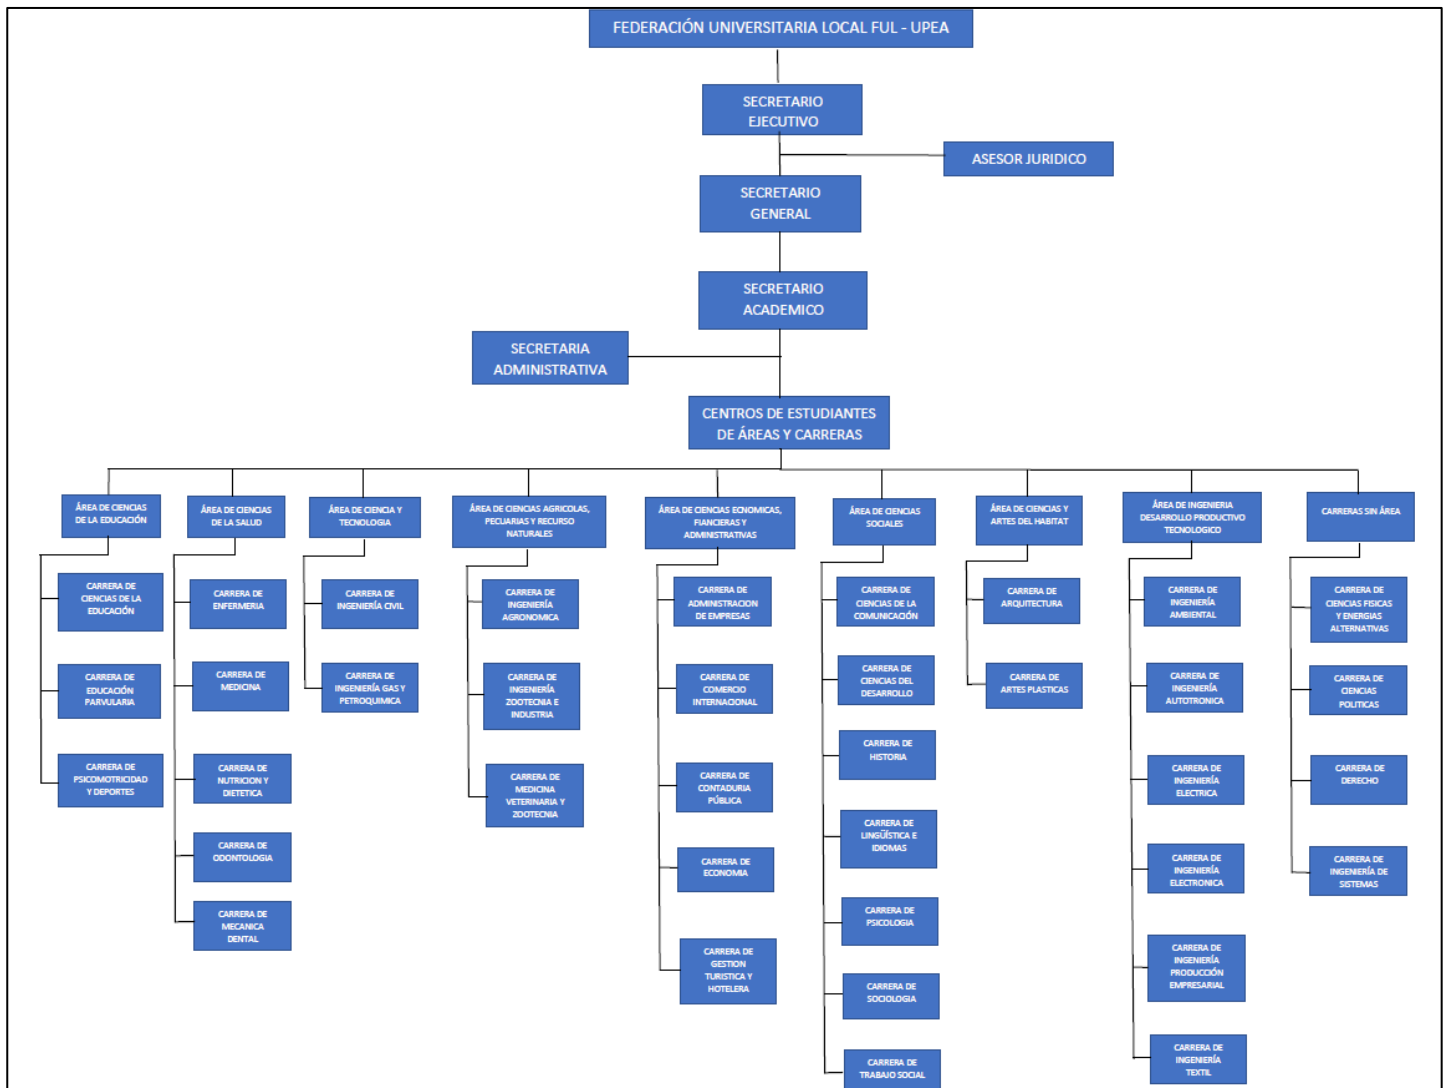 FEDERACIÓN UNIVERSITARIA LOCAL FUL - UPEA
SECRETARIO
EJECUTIVO
ASESOR JURIDICO
SECRETARIO
GENERAL
SECRETARIO
ACADEMICO
SECRETARIA
ADMINISTRATIVA
CENTROS DE ESTUDIANTES
DE ÁREAS Y CARRERAS
ÁREA DE CIENCIAS
DE LA EDUCACIÓN
CARRERA DE
CIENCIAS DE LA
EDUCACIÓN
CARRERA DE
EDUCACIÓN
PARVULARIA
CARRERA DE
PSICOMOTRICIDAD
Y DEPORTES
ÁREA DE CIENCIAS
DE LA SALUD
CARRERA DE
ENFERMERIA
CARRERA DE
MEDICINA
CARRERA DE
NUTRICION Y
DIETETICA
CARRERA DE
ODONTOLOGIA
CARRERA DE
MECANICA
DENTAL
ÁREA DE CIENCIA Y
TECNOLOGIA
CARRERA DE
INGENIERÍA CIVIL
CARRERA DE
INGENIERÍA GAS Y
PETROQUIMICA
ÁREA DE CIENCIAS AGRICOLAS,
PECUARIAS Y RECURSO
NATURALES
CARRERA DE
INGENIERÍA
AGRONOMICA
CARRERA DE
INGENIERÍA
ZOOTECNIA E
INDUSTRIA
CARRERA DE
MEDICINA
VETERINARIA Y
ZOOTECNIA
ÁREA DE CIENCIAS ECNOMICAS,
FIANCIERAS Y
ADMINISTRATIVAS
CARRERA DE
ADMINISTRACION
DE EMPRESAS
CARRERA DE
COMERCIO
INTERNACIONAL
CARRERA DE
CONTADURIA
PÚBLICA
CARRERA DE
ECONOMIA
CARRERA DE
GESTION
TURISTICA Y
HOTELERA
ÁREA DE CIENCIAS
SOCIALES
CARRERA DE
CIENCIAS DE LA
COMUNICACIÓN
CARRERA DE
CIENCIAS DEL
DESARROLLO
CARRERA DE
HISTORIA
CARRERA DE
LINGÜÍSTICA E
IDIOMAS
CARRERA DE
PSICOLOGIA
CARRERA DE
SOCIOLOGIA
CARRERA DE
TRABAJO SOCIAL
ÁREA DE CIENCIAS Y
ARTES DEL HABITAT
CARRERA DE
ARQUITECTURA
CARRERA DE
ARTES PLASTICAS
ÁREA DE INGENIERIA
DESARROLLO PRODUCTIVO
TECNOLOGICO
CARRERA DE
INGENIERÍA
AMBIENTAL
CARRERA DE
INGENIERÍA
AUTOTRONICA
CARRERA DE
INGENIERÍA
ELECTRICA
CARRERA DE
INGENIERÍA
ELECTRONICA
CARRERA DE
INGENIERÍA
PRODUCCIÓN
EMPRESARIAL
CARRERA DE
INGENIERÍA
TEXTIL
CARRERAS SIN ÁREA
CARRERA DE
CIENCIAS FISICAS
Y ENERGIAS
ALTERNATIVAS
CARRERA DE
CIENCIAS
POLITICAS
CARRERA DE
DERECHO
CARRERA DE
INGENIERÍA DE
SISTEMAS